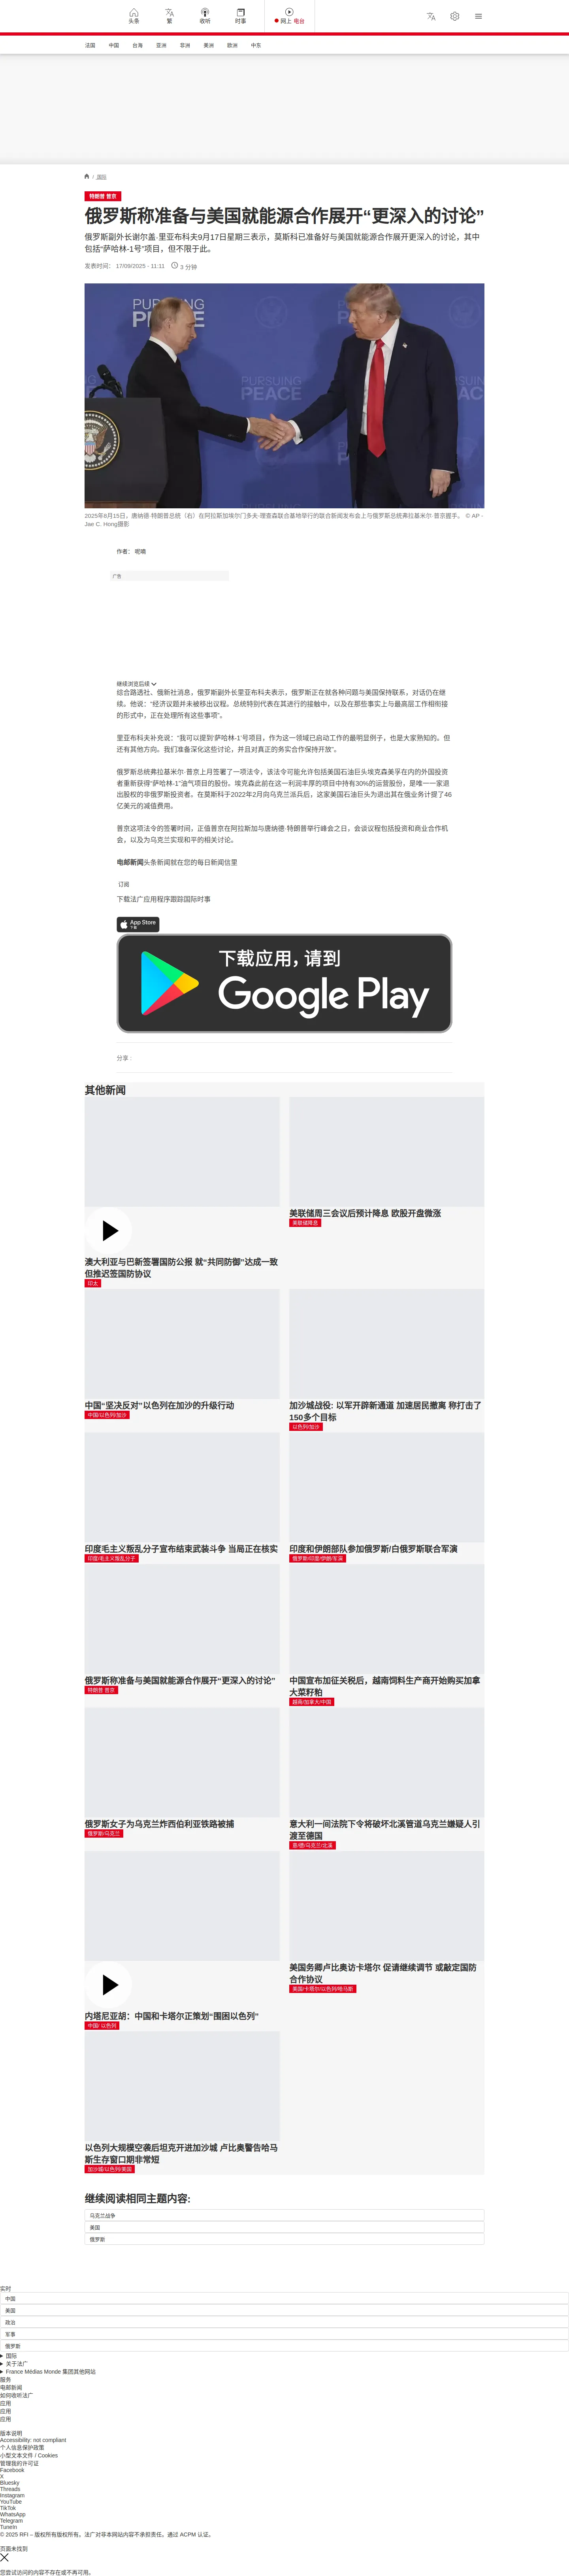 头条
繁
收听
时事
网上 电台
法国
中国
台海
亚洲
非洲
美洲
欧洲
中东
/ 国际
特朗普 普京
俄罗斯称准备与美国就能源合作展开“更深入的讨论”
俄罗斯副外长谢尔盖·里亚布科夫9月17日星期三表示，莫斯科已准备好与美国就能源合作展开更深入的讨论，其中
包括“萨哈林-1号”项目，但不限于此。
发表时间： 17/09/2025 - 11:11
3 分钟
PURSUING
PEACE
PURSUING
PEACE
PURSUING
PEACE
2025年8月15日，唐纳德·特朗普总统（右）在阿拉斯加埃尔门多夫-理查森联合基地举行的联合新闻发布会上与俄罗斯总统弗拉基米尔·普京握手。 © AP -
Jae C. Hong摄影
作者： 呢喃
广告
继续浏览后续
综合路透社、俄新社消息，俄罗斯副外长里亚布科夫表示，俄罗斯正在就各种问题与美国保持联系，对话仍在继
续。他说：“经济议题并未被移出议程。总统特别代表在其进行的接触中，以及在那些事实上与最高层工作相衔接
的形式中，正在处理所有这些事项”。
里亚布科夫补充说：“我可以提到‘萨哈林-1’号项目，作为这一领域已启动工作的最明显例子，也是大家熟知的。但
还有其他方向。我们准备深化这些讨论，并且对真正的务实合作保持开放”。
俄罗斯总统弗拉基米尔·普京上月签署了一项法令，该法令可能允许包括美国石油巨头埃克森美孚在内的外国投资
者重新获得“萨哈林-1”油气项目的股份。埃克森此前在这一利润丰厚的项目中持有30%的运营股份，是唯一一家退
出股权的非俄罗斯投资者。在莫斯科于2022年2月向乌克兰派兵后，这家美国石油巨头为退出其在俄业务计提了46
亿美元的减值费用。
普京这项法令的签署时间，正值普京在阿拉斯加与唐纳德·特朗普举行峰会之日，会谈议程包括投资和商业合作机
会，以及为乌克兰实现和平的相关讨论。
电邮新闻头条新闻就在您的每日新闻信里
订阅
下载法广应用程序跟踪国际时事
App Store
下载
下载应用，请到
Google Play
分享 :
其他新闻
澳大利亚与巴新签署国防公报 就“共同防御”达成一致
但推迟签国防协议
印太
美联储周三会议后预计降息 欧股开盘微涨
美联储降息
中国“坚决反对”以色列在加沙的升级行动
中国/以色列/加沙
加沙城战役: 以军开辟新通道 加速居民撤离 称打击了
150多个目标
以色列/加沙
印度毛主义叛乱分子宣布结束武装斗争 当局正在核实
印度/毛主义叛乱分子
印度和伊朗部队参加俄罗斯/白俄罗斯联合军演
俄罗斯/印度/伊朗/军演
俄罗斯称准备与美国就能源合作展开“更深入的讨论”
特朗普 普京
中国宣布加征关税后，越南饲料生产商开始购买加拿
大菜籽粕
越南/加拿大/中国
俄罗斯女子为乌克兰炸西伯利亚铁路被捕
俄罗斯/乌克兰
意大利一间法院下令将破坏北溪管道乌克兰嫌疑人引
渡至德国
意/德/乌克兰/北溪
内塔尼亚胡：中国和卡塔尔正策划“围困以色列”
中国/ 以色列
美国务卿卢比奥访卡塔尔 促请继续调节 或敲定国防
合作协议
美国/卡塔尔/以色列/哈马斯
以色列大规模空袭后坦克开进加沙城 卢比奥警告哈马
斯生存窗口期非常短
加沙城/以色列/美国
继续阅读相同主题内容:
乌克兰战争
美国
俄罗斯
实时
中国
美国
政治
军事
俄罗斯
国际
关于法广
France Médias Monde 集团其他网站
服务
电邮新闻
如何收听法广
应用
应用
应用
版本说明
Accessibility: not compliant
个人信息保护政策
小型文本文件 / Cookies
管理我的许可证
Facebook
X
Bluesky
Threads
Instagram
YouTube
TikTok
WhatsApp
Telegram
TuneIn
© 2025 RFI – 版权所有版权所有。法广对非本网站内容不承担责任。通过 ACPM 认证。
页面未找到
您尝试访问的内容不存在或不再可用。